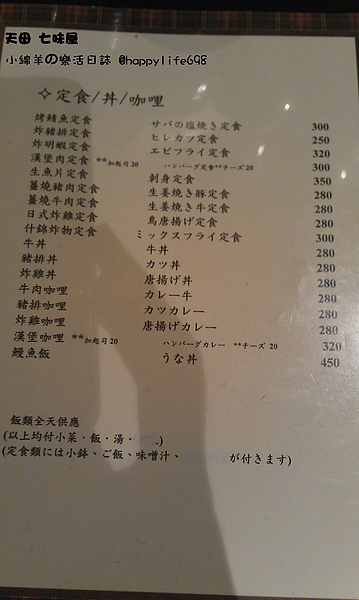 天田 七味屋
小綿羊の樂活日誌 @happylife698
✧定食/丼/咖哩
烤鯖魚定食 サバの塩焼き定食 300
炸豬排定食 ヒレカツ定食 250
炸明蝦定食 エビフライ定食 320
漢堡肉定食 **加起司20 ハンバーグ定食**チーズ20 300
生魚片定食 刺身定食 350
薑燒豬肉定食 生姜焼き豚定食 280
薑燒牛肉定食 生姜焼き牛定食 280
日式炸雞定食 鳥唐揚げ定食 280
什錦炸物定食 ミックスフライ定食 300
牛丼 牛丼 280
豬排丼 カツ丼 280
炸雞丼 唐揚げ丼 280
牛肉咖哩 カレー牛 280
豬排咖哩 カツカレー 280
炸雞咖哩 唐揚げカレー 280
漢堡咖哩 **加起司20 ハンバーグカレー **チーズ 20 320
鰻魚飯 うな丼 450
飯類全天供應
(以上均付小菜·飯·湯· )
(定食類には小鉢、ご飯、味噌汁、 が付きます)